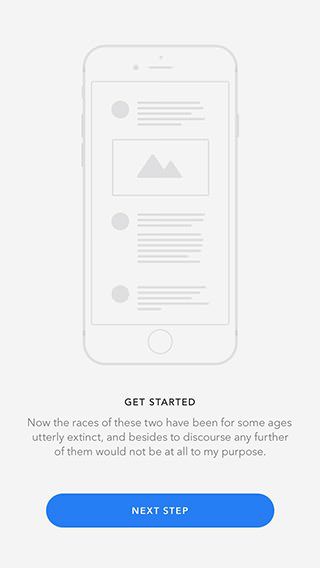 GET STARTED
Now the races of these two have been for some ages
utterly extinct, and besides to discourse any further
of them would not be at all to my purpose.
NEXT STEP